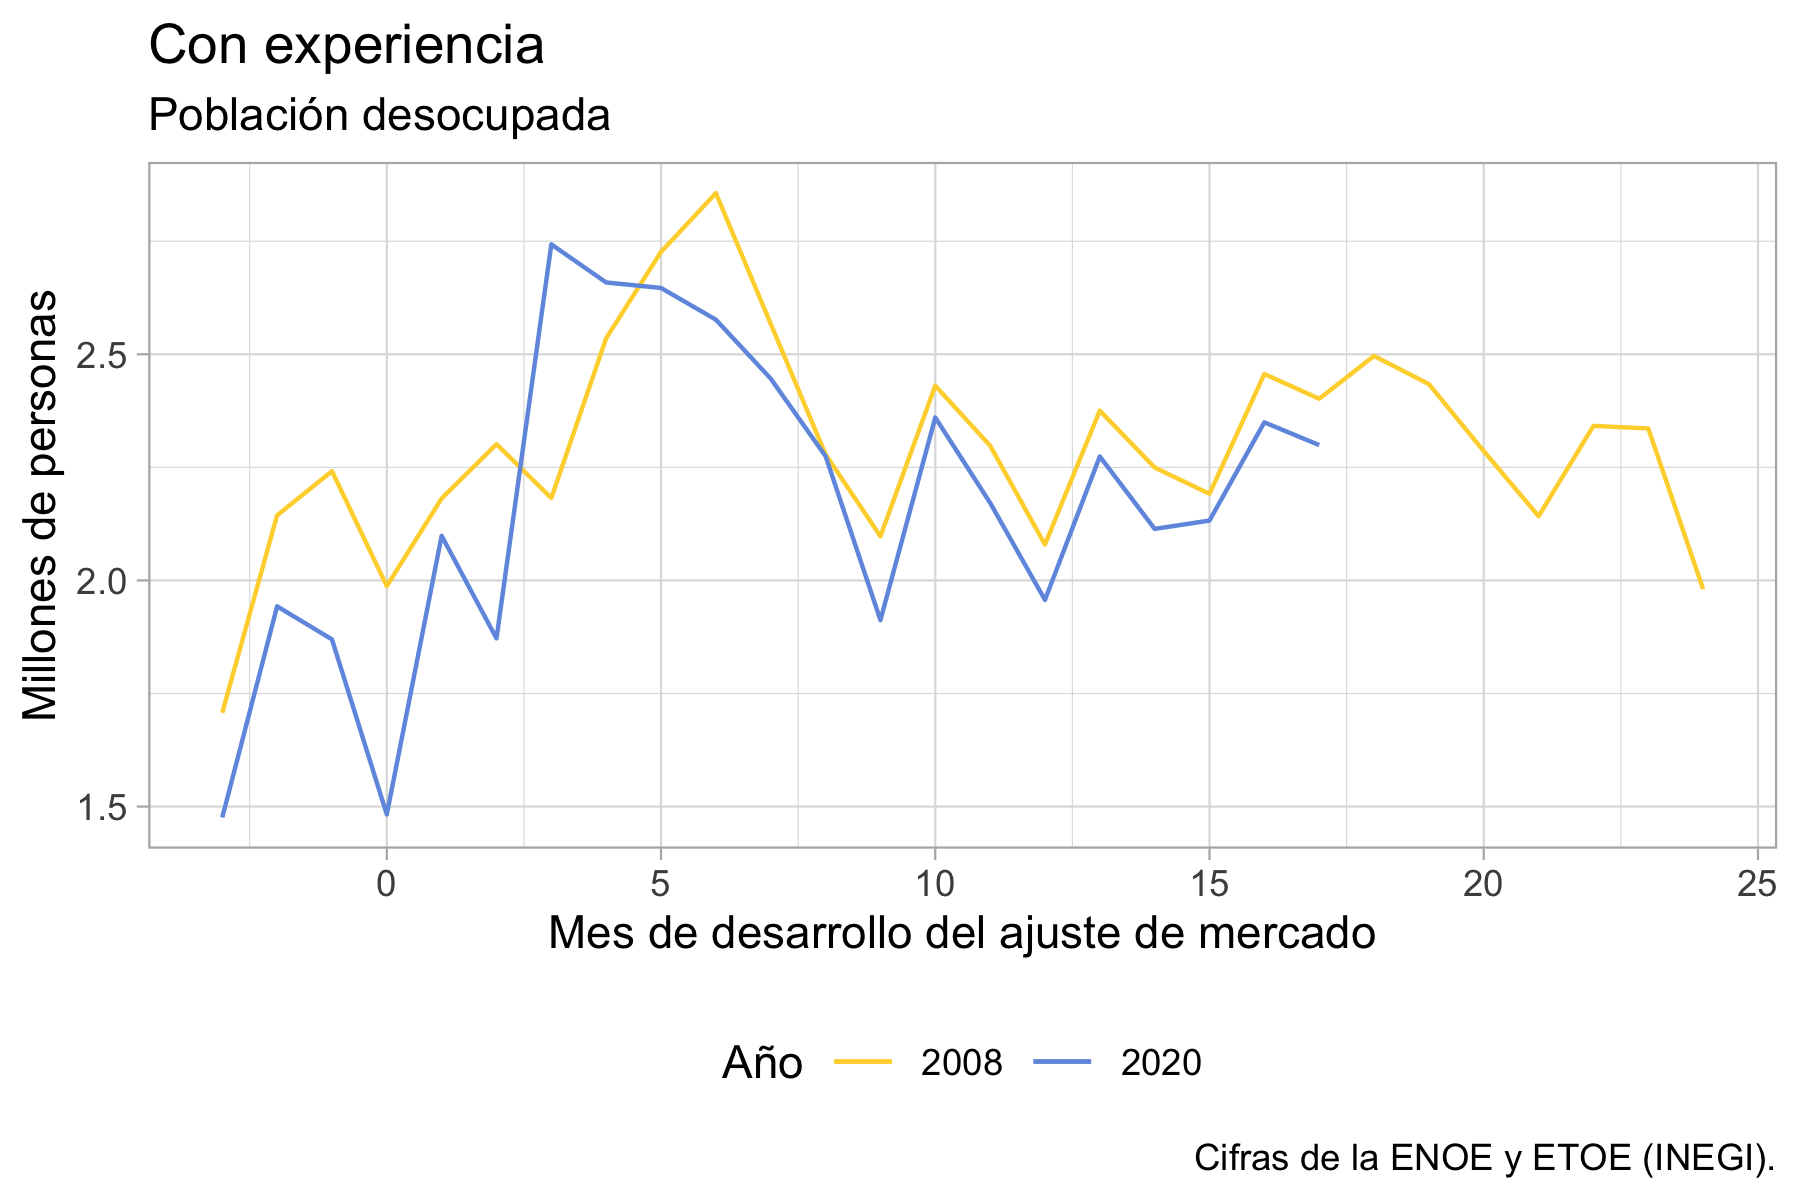 Con experiencia
Población desocupada
Millones de personas
2.5
2.0
1.5
0 5 10 15 20 25
Mes de desarrollo del ajuste de mercado
Año 2008 2020
Cifras de la ENOE y ETOE (INEGI).